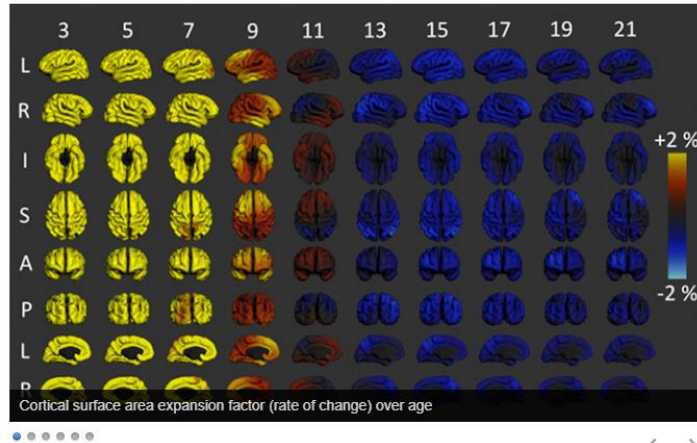 3 5 7 9 11 13 15 17 19 21
L
R
I
+2 %
S
A
-2 %
P
L
R
Cortical surface area expansion factor (rate of change) over age